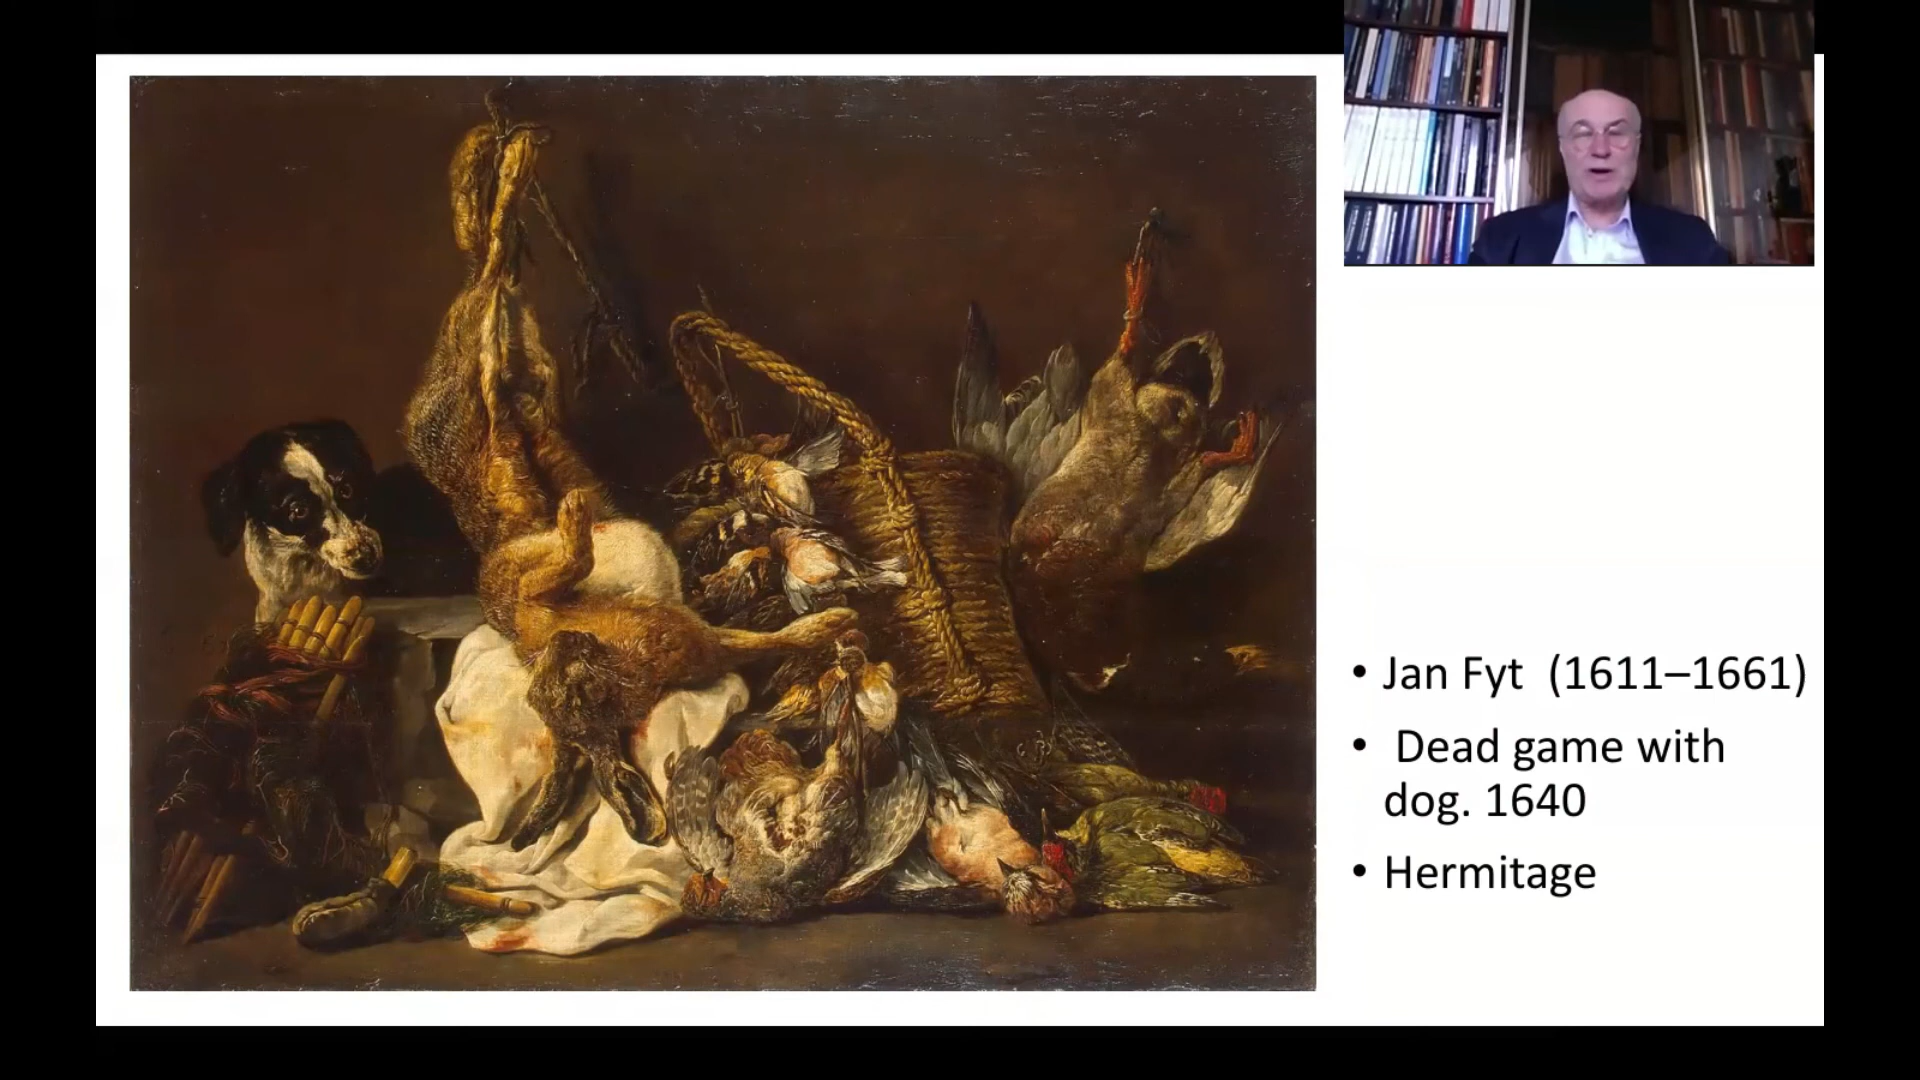 • Jan Fyt (1611–1661)
• Dead game with
dog. 1640
• Hermitage